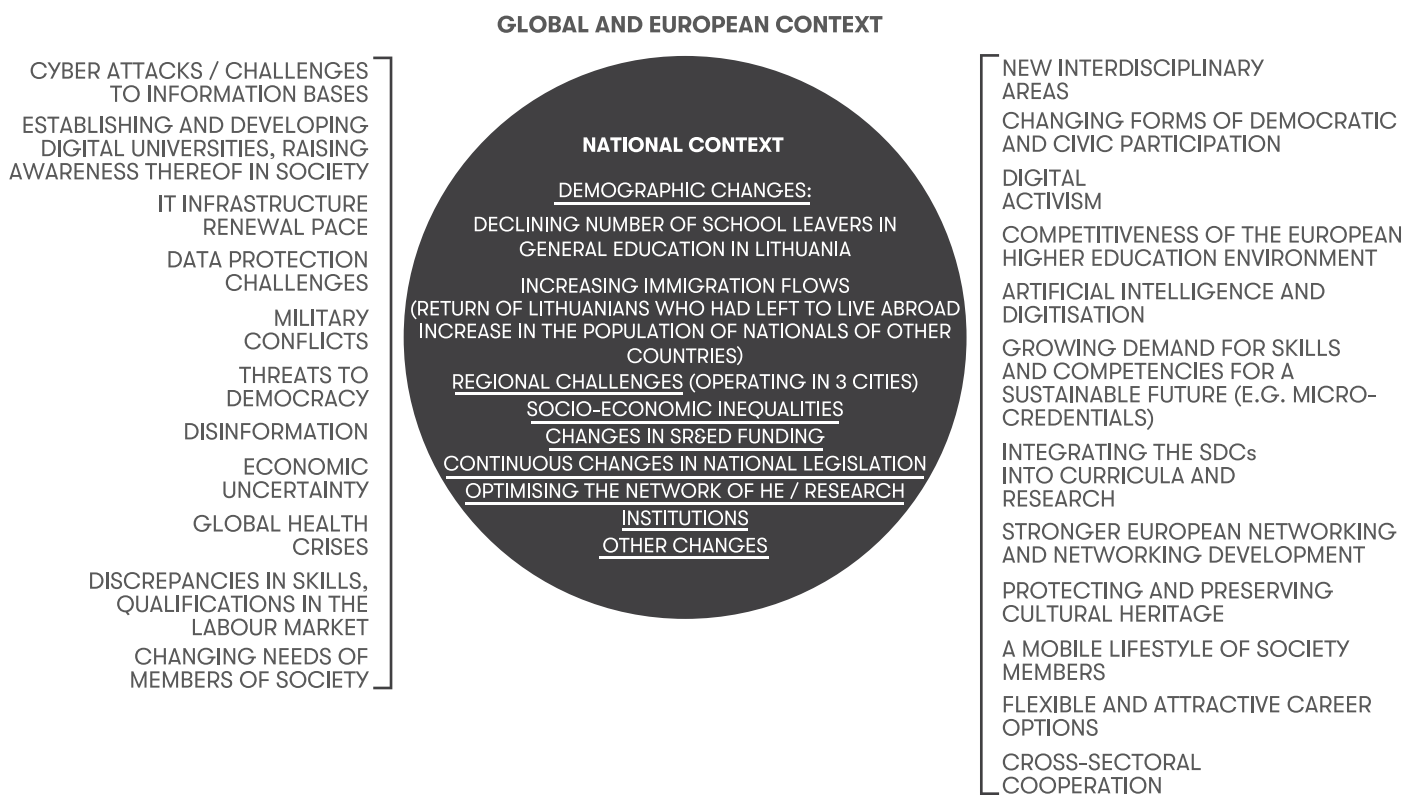 GLOBAL AND EUROPEAN CONTEXT
CYBER ATTACKS / CHALLENGES
TO INFORMATION BASES
ESTABLISHING AND DEVELOPING
DIGITAL UNIVERSITIES, RAISING
AWARENESS THEREOF IN SOCIETY
IT INFRASTRUCTURE
RENEWAL PACE
DATA PROTECTION
CHALLENGES
MILITARY
CONFLICTS
THREATS TO
DEMOCRACY
DISINFORMATION
ECONOMIC
UNCERTAINTY
GLOBAL HEALTH
CRISES
DISCREPANCIES IN SKILLS,
QUALIFICATIONS IN THE
LABOUR MARKET
CHANGING NEEDS OF
MEMBERS OF SOCIETY
NATIONAL CONTEXT
DEMOGRAPHIC CHANGES:
DECLINING NUMBER OF SCHOOL LEAVERS IN
GENERAL EDUCATION IN LITHUANIA
INCREASING IMMIGRATION FLOWS
(RETURN OF LITHUANIANS WHO HAD LEFT TO LIVE ABROAD
INCREASE IN THE POPULATION OF NATIONALS OF OTHER
COUNTRIES)
REGIONAL CHALLENGES (OPERATING IN 3 CITIES)
SOCIO-ECONOMIC INEQUALITIES
CHANGES IN SR&ED FUNDING
CONTINUOUS CHANGES IN NATIONAL LEGISLATION
OPTIMISING THE NETWORK OF HE / RESEARCH
INSTITUTIONS
OTHER CHANGES
NEW INTERDISCIPLINARY
AREAS
CHANGING FORMS OF DEMOCRATIC
AND CIVIC PARTICIPATION
DIGITAL
ACTIVISM
COMPETITIVENESS OF THE EUROPEAN
HIGHER EDUCATION ENVIRONMENT
ARTIFICIAL INTELLIGENCE AND
DIGITISATION
GROWING DEMAND FOR SKILLS
AND COMPETENCIES FOR A
SUSTAINABLE FUTURE (E.G. MICRO-
CREDENTIALS)
INTEGRATING THE SDCs
INTO CURRICULA AND
RESEARCH
STRONGER EUROPEAN NETWORKING
AND NETWORKING DEVELOPMENT
PROTECTING AND PRESERVING
CULTURAL HERITAGE
A MOBILE LIFESTYLE OF SOCIETY
MEMBERS
FLEXIBLE AND ATTRACTIVE CAREER
OPTIONS
CROSS-SECTORAL
COOPERATION